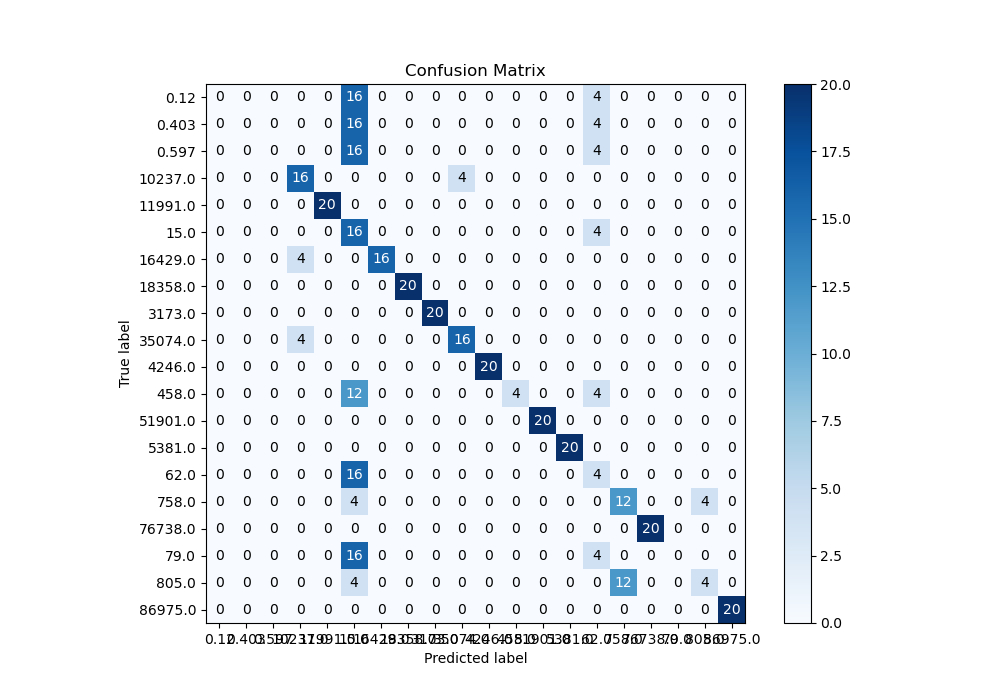 Confusion Matrix
0.12 0 0 0 0 0 16 0 0 0 0 0 0 0 0 4 0 0 0 0 0
0.403 0 0 0 0 0 16 0 0 0 0 0 0 0 0 4 0 0 0 0 0
0.597 0 0 0 0 0 16 0 0 0 0 0 0 0 0 4 0 0 0 0 0
10237.0 0 0 0 16 0 0 0 0 0 4 0 0 0 0 0 0 0 0 0 0
11991.0 0 0 0 0 20 0 0 0 0 0 0 0 0 0 0 0 0 0 0 0
15.0 0 0 0 0 0 16 0 0 0 0 0 0 0 0 4 0 0 0 0 0
16429.0 0 0 0 4 0 0 16 0 0 0 0 0 0 0 0 0 0 0 0 0
18358.0 0 0 0 0 0 0 0 20 0 0 0 0 0 0 0 0 0 0 0 0
3173.0 0 0 0 0 0 0 0 0 20 0 0 0 0 0 0 0 0 0 0 0
35074.0 0 0 0 4 0 0 0 0 0 16 0 0 0 0 0 0 0 0 0 0
4246.0 0 0 0 0 0 0 0 0 0 0 20 0 0 0 0 0 0 0 0 0
458.0 0 0 0 0 0 12 0 0 0 0 0 4 0 0 4 0 0 0 0 0
51901.0 0 0 0 0 0 0 0 0 0 0 0 0 20 0 0 0 0 0 0 0
5381.0 0 0 0 0 0 0 0 0 0 0 0 0 0 20 0 0 0 0 0 0
62.0 0 0 0 0 0 16 0 0 0 0 0 0 0 0 4 0 0 0 0 0
758.0 0 0 0 0 0 4 0 0 0 0 0 0 0 0 0 12 0 0 4 0
76738.0 0 0 0 0 0 0 0 0 0 0 0 0 0 0 0 0 20 0 0 0
79.0 0 0 0 0 0 16 0 0 0 0 0 0 0 0 4 0 0 0 0 0
805.0 0 0 0 0 0 4 0 0 0 0 0 0 0 0 0 12 0 0 4 0
86975.0 0 0 0 0 0 0 0 0 0 0 0 0 0 0 0 0 0 0 0 20
True label
Predicted label
20.0
17.5
15.0
12.5
10.0
7.5
5.0
2.5
0.0